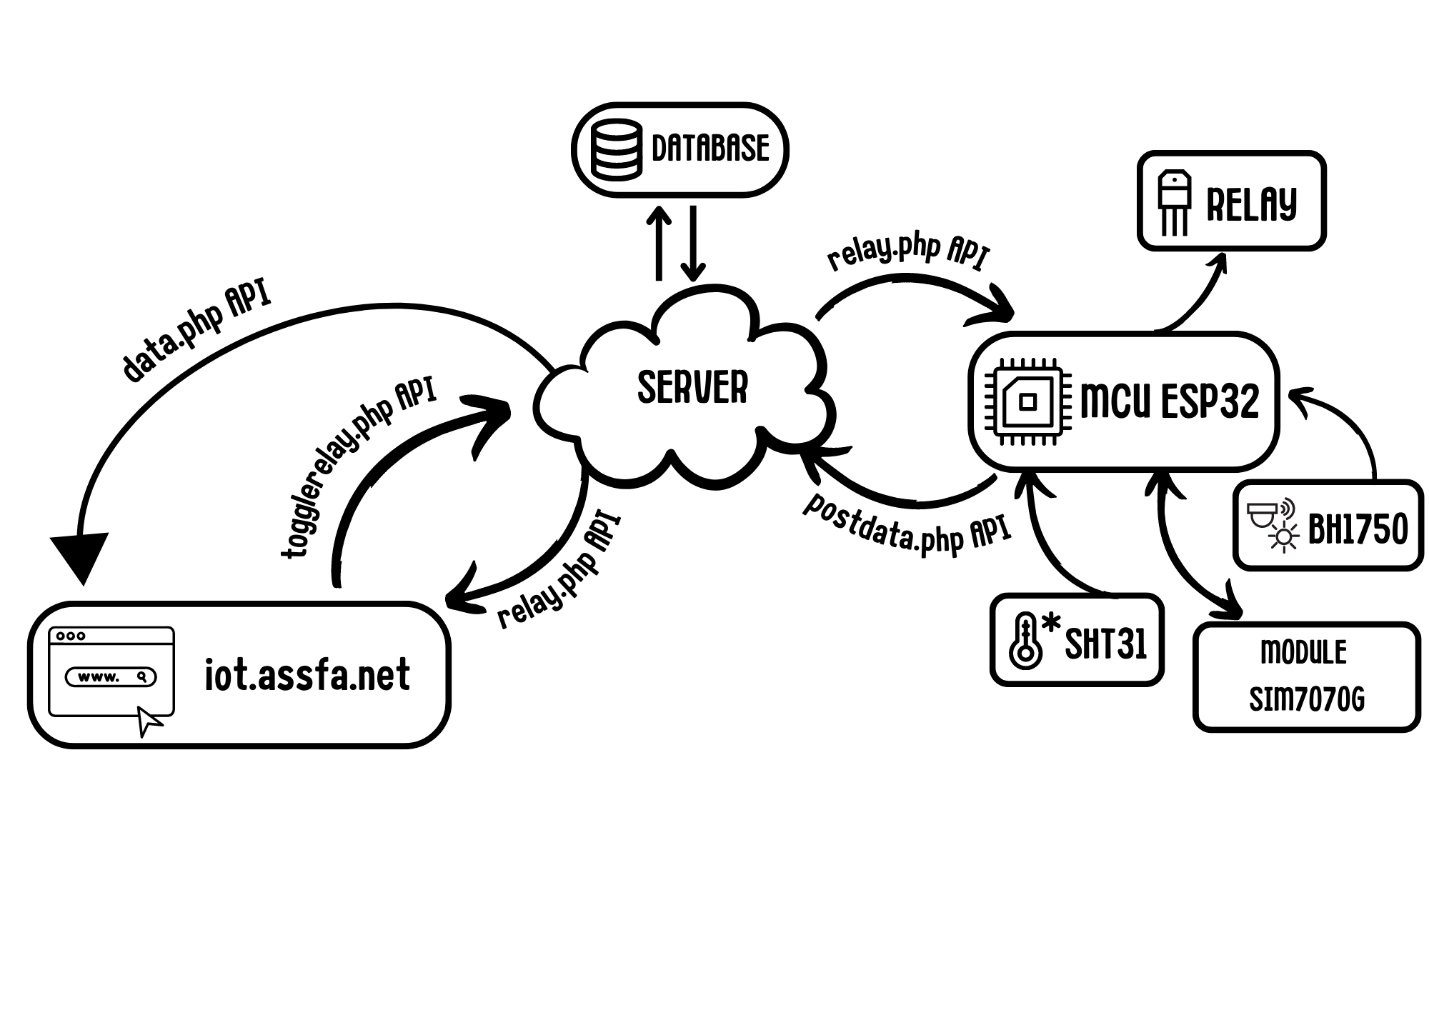 DATABASE
RELAY
relay.php API
data.php API
SERVER
MCU ESP32
togglerelay.php API
postdata.php API
BH1750
relay.php API
SHT31
MODULE
SIM7070G
www.
iot.assfa.net